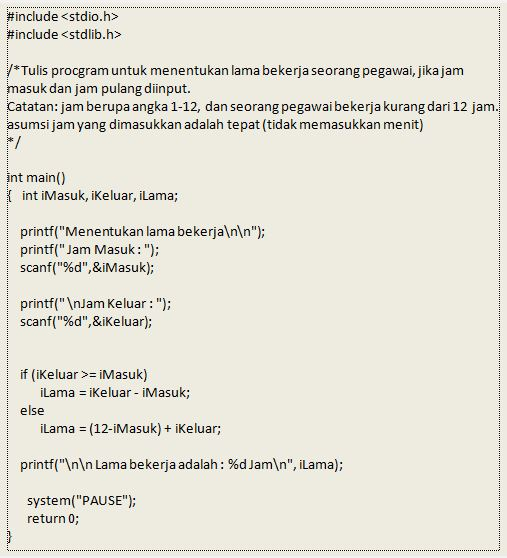 #include <stdio.h>
#include <stdlib.h>
/*Tulis procgram untuk menentukan lama bekerja seorang pegawai, jika jam
masuk dan jam pulang diinput.
Catatan: jam berupa angka 1-12, dan seorang pegawai bekerja kurang dari 12 jam.
asumsi jam yang dimasukkan adalah tepat (tidak memasukkan menit)
*/
int main()
{   int iMasuk, iKeluar, iLama;
printf("Menentukan lama bekerja\n\n");
printf(" Jam Masuk : ");
scanf("%d",&iMasuk);
printf(" \nJam Keluar : ");
scanf("%d",&iKeluar);
if (iKeluar >= iMasuk)
iLama = iKeluar - iMasuk;
else
iLama = (12-iMasuk) + iKeluar;
printf("\n\n Lama bekerja adalah : %d Jam\n", iLama);
system("PAUSE");
return 0;
}